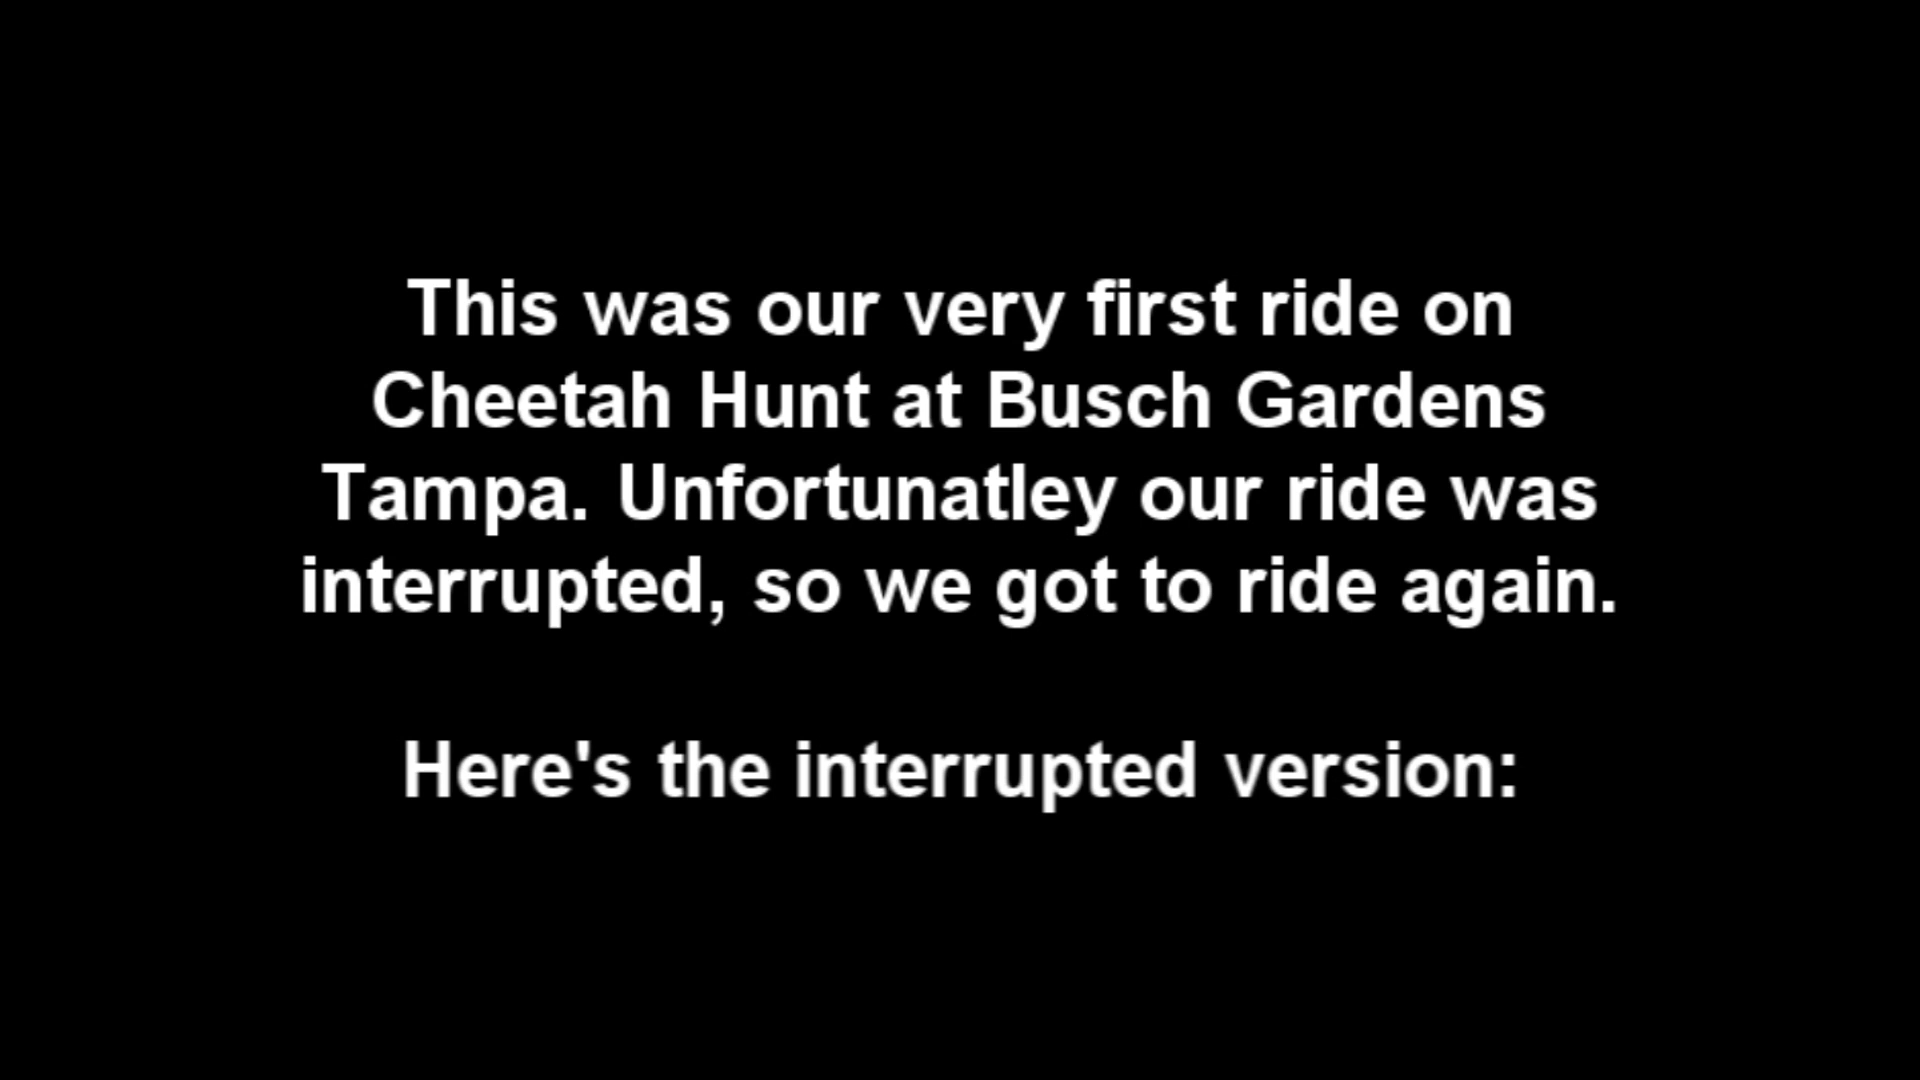 This was our very first ride on
Cheetah Hunt at Busch Gardens
Tampa. Unfortunatley our ride was
interrupted, so we got to ride again.
Here's the interrupted version: